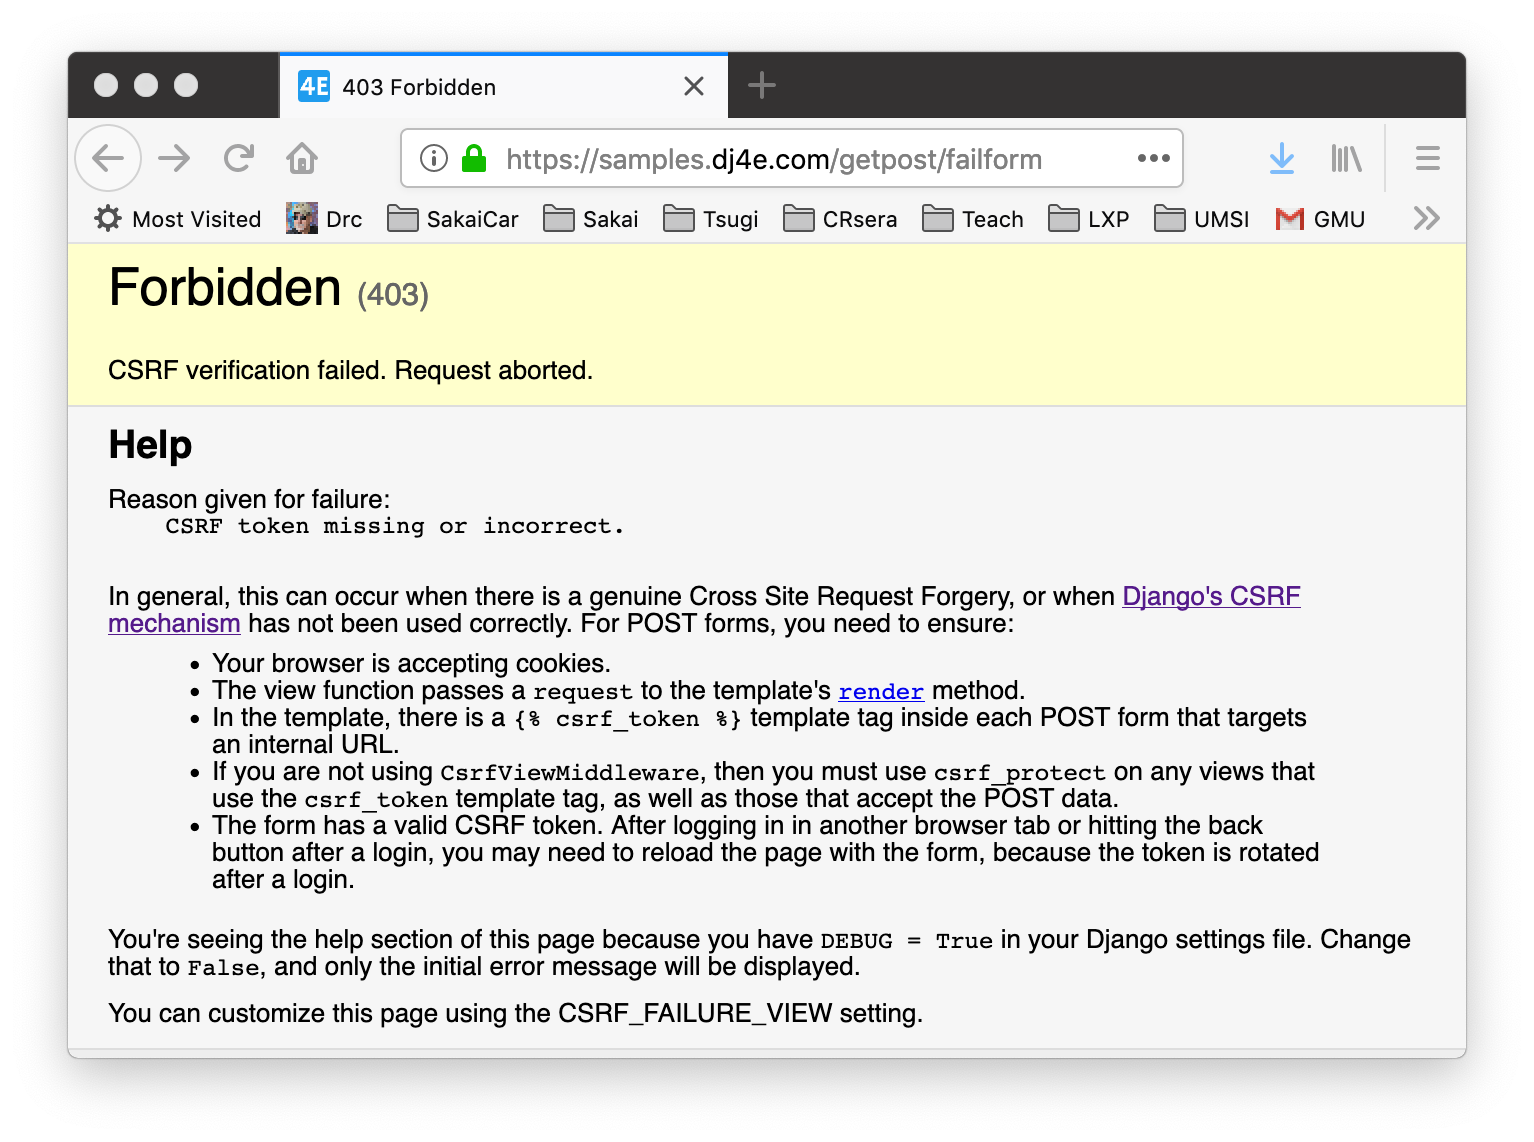 4E 403 Forbidden
https://samples.dj4e.com/getpost/failform
Most Visited Drc SakaiCar Sakai Tsugi CRsera Teach LXP UMSI GMU
Forbidden (403)
CSRF verification failed. Request aborted.
Help
Reason given for failure:
CSRF token missing or incorrect.
In general, this can occur when there is a genuine Cross Site Request Forgery, or when Django's CSRF
mechanism has not been used correctly. For POST forms, you need to ensure:
• Your browser is accepting cookies.
• The view function passes a request to the template's render method.
• In the template, there is a {% csrf_token %} template tag inside each POST form that targets
an internal URL.
• If you are not using CsrfViewMiddleware, then you must use csrf_protect on any views that
use the csrf_token template tag, as well as those that accept the POST data.
• The form has a valid CSRF token. After logging in in another browser tab or hitting the back
button after a login, you may need to reload the page with the form, because the token is rotated
after a login.
You're seeing the help section of this page because you have DEBUG = True in your Django settings file. Change
that to False, and only the initial error message will be displayed.
You can customize this page using the CSRF_FAILURE_VIEW setting.